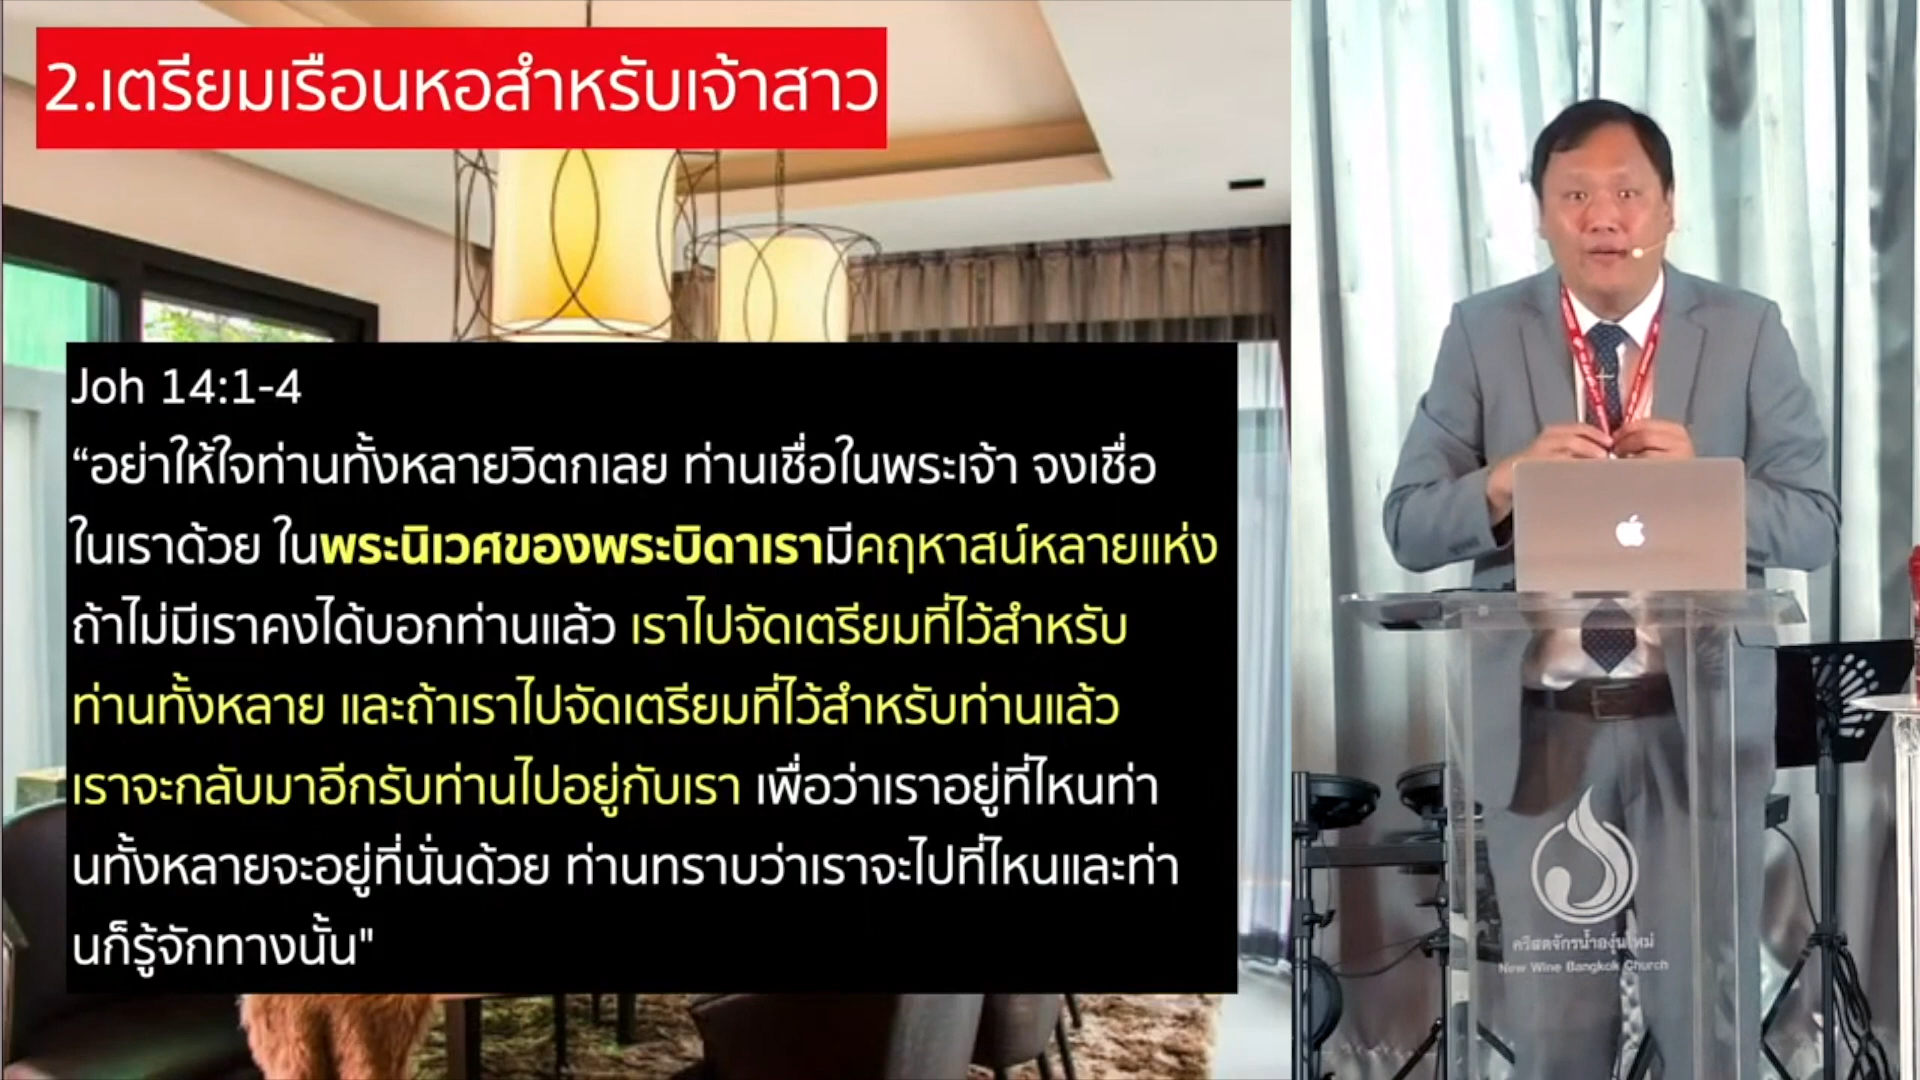 2.เตรียมเรือนหอสำหรับเจ้าสาว
Joh 14:1-4
“อย่าให้ใจท่านทั้งหลายวิตกเลย ท่านเชื่อในพระเจ้า จงเชื่อ
ในเราด้วย ในพระนิเวศของพระบิดาเรามีคฤหาสน์หลายแห่ง
ถ้าไม่มีเราคงได้บอกท่านแล้ว เราไปจัดเตรียมที่ไว้สำหรับ
ท่านทั้งหลาย และถ้าเราไปจัดเตรียมที่ไว้สำหรับท่านแล้ว
เราจะกลับมาอีกรับท่านไปอยู่กับเรา เพื่อว่าเราอยู่ที่ไหนท่า
นทั้งหลายจะอยู่ที่นั่นด้วย ท่านทราบว่าเราจะไปที่ไหนและท่า
นก็รู้จักทางนั้น"
คริสตจักรน้ำองุ่นใหม่
New Wine Bangkok Church